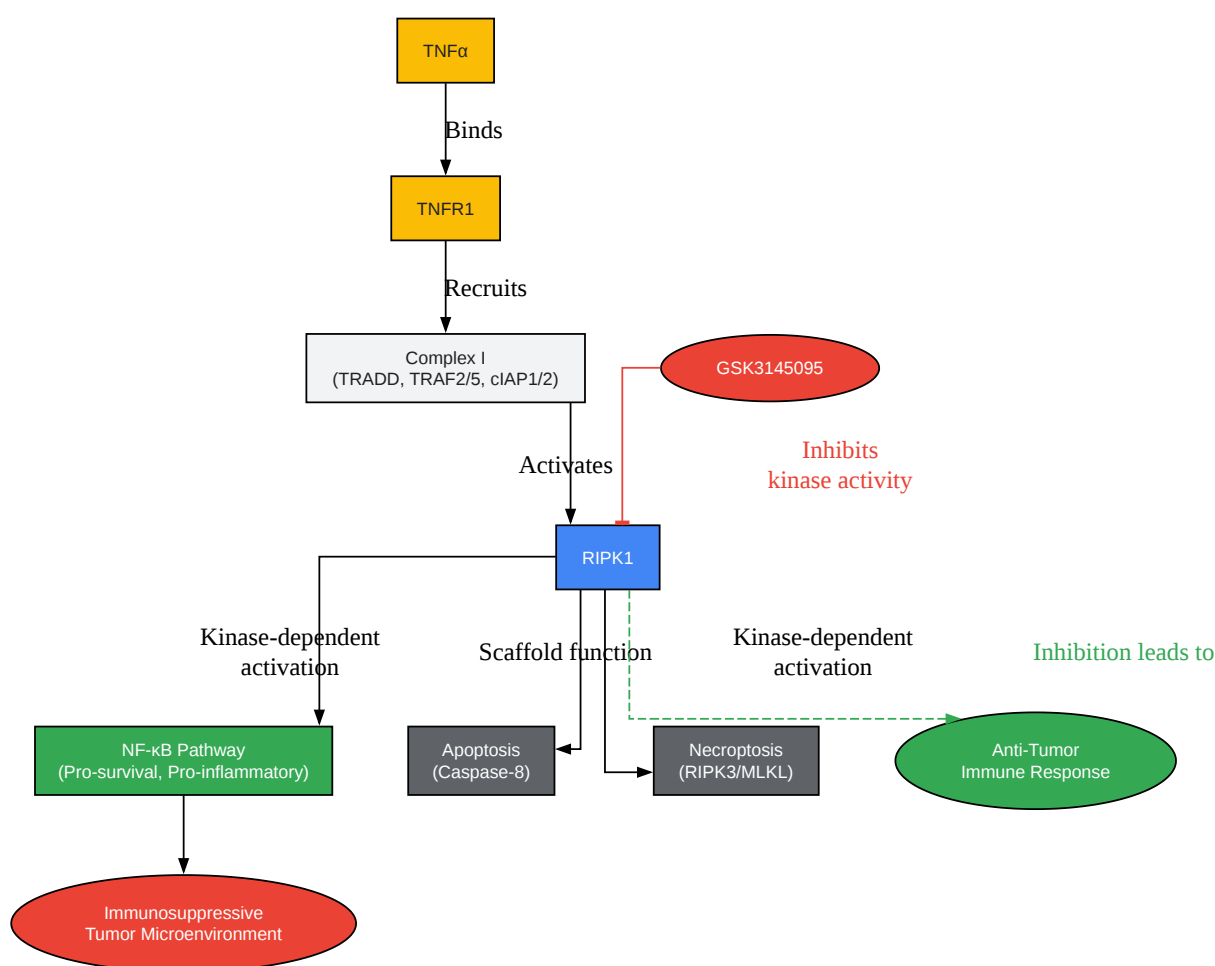 TNFα
Binds
TNFR1
Recruits
Complex I
(TRADD, TRAF2/5, cIAP1/2)
GSK3145095
Inhibits
kinase activity
Activates
RIPK1
Kinase-dependent
activation
Scaffold function
Kinase-dependent
activation
Inhibition leads to
NF-κB Pathway
(Pro-survival, Pro-inflammatory)
Apoptosis
(Caspase-8)
Necroptosis
(RIPK3/MLKL)
Anti-Tumor
Immune Response
Immunosuppressive
Tumor Microenvironment